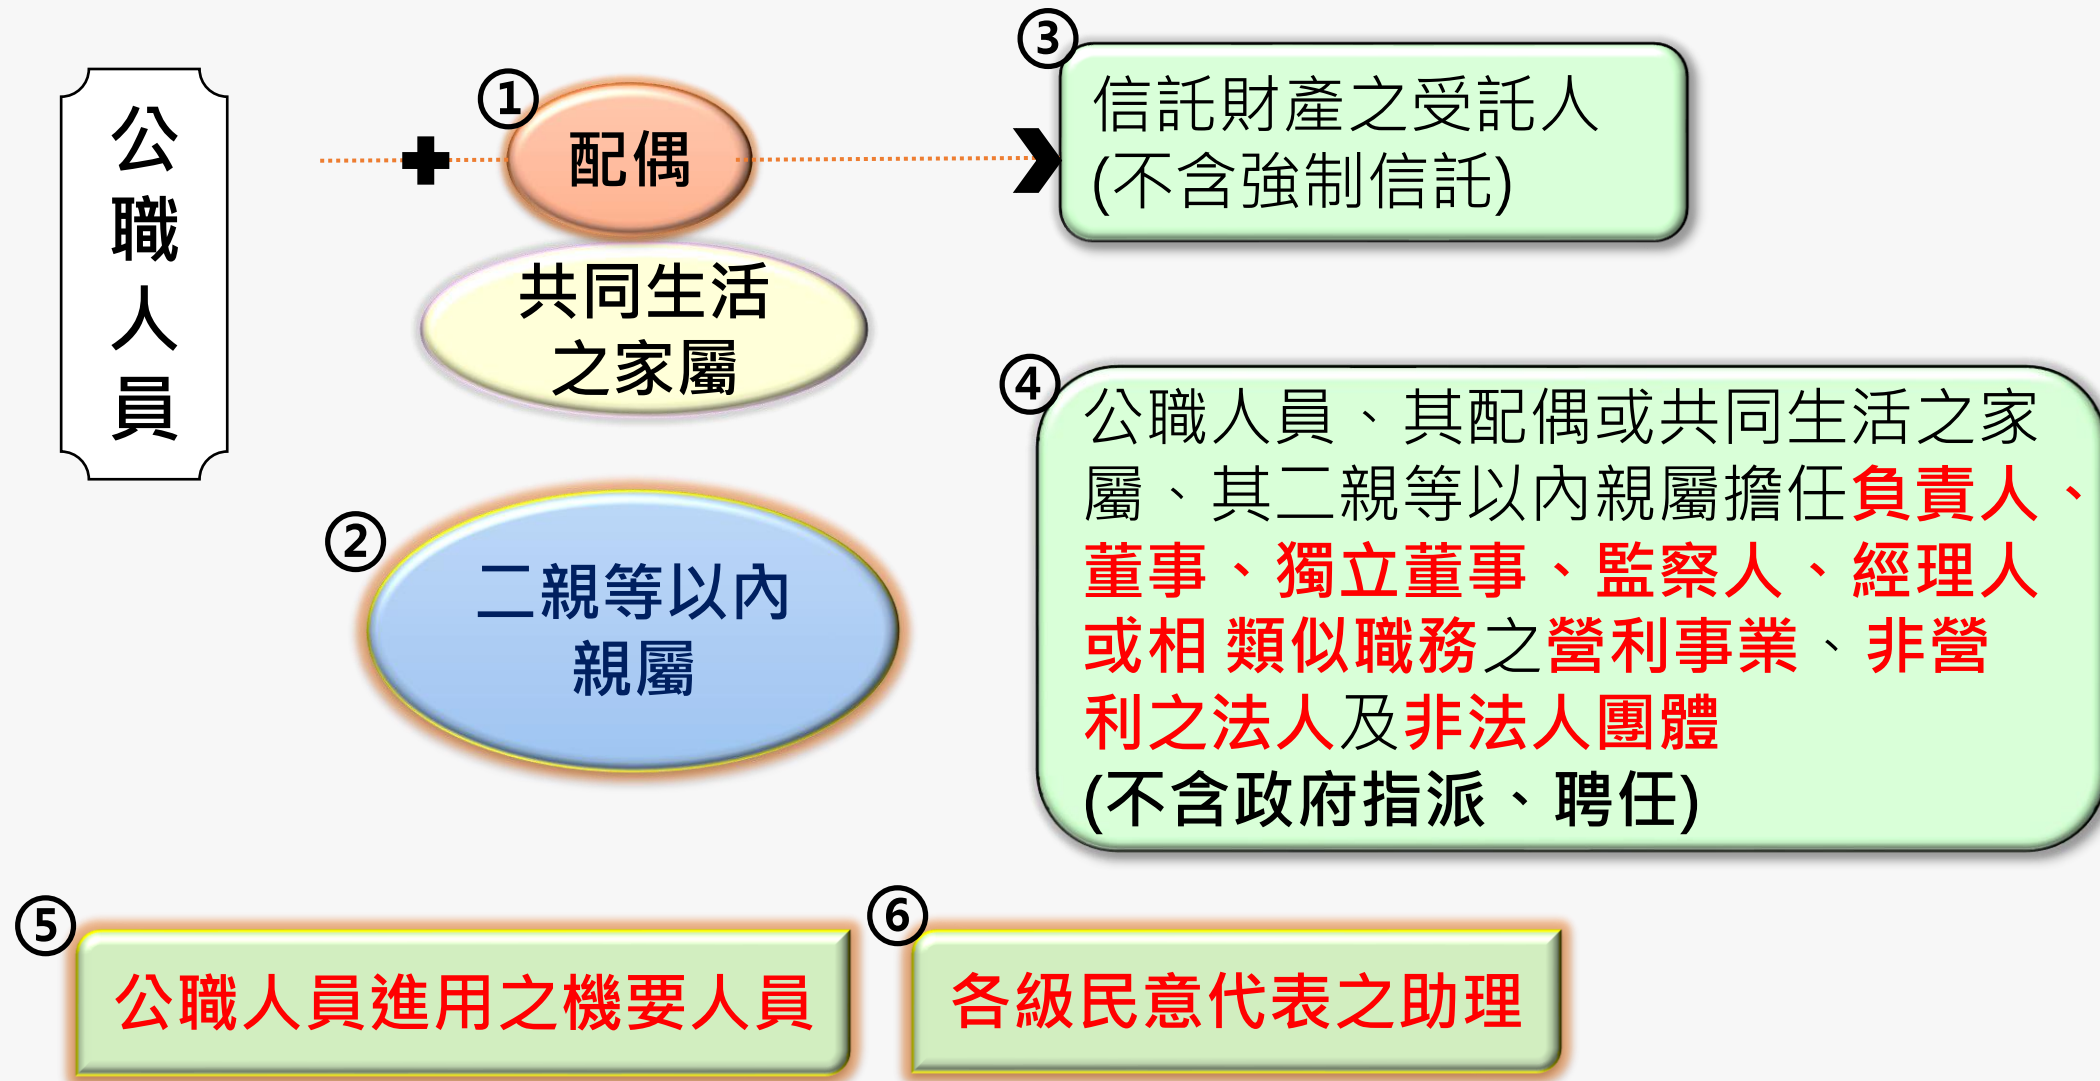 公職人員
①
配偶
共同生活
之家屬
②
二親等以內
親屬
③
信託財產之受託人
(不含強制信託)
④
公職人員、其配偶或共同生活之家
屬、其二親等以內親屬擔任負責人、
董事、獨立董事、監察人、經理人
或相 類似職務之營利事業、非營
利之法人及非法人團體
(不含政府指派、聘任)
⑤
公職人員進用之機要人員
⑥
各級民意代表之助理